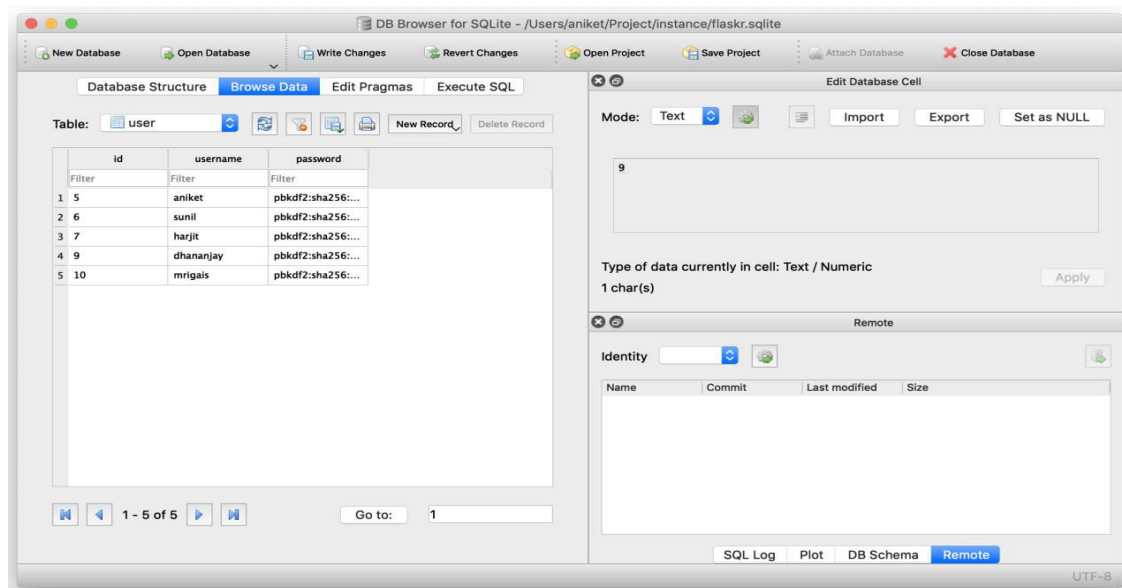 DB Browser for SQLite - /Users/aniket/Project/instance/flaskr.sqlite
New Database Open Database Write Changes Revert Changes Open Project Save Project Attach Database Close Database
Database Structure Browse Data Edit Pragmas Execute SQL
Table: user New Record Delete Record
id username password
Filter Filter Filter
1 5 aniket pbkdf2:sha256:...
2 6 sunil pbkdf2:sha256:...
3 7 harjit pbkdf2:sha256:...
4 9 dhananjay pbkdf2:sha256:...
5 10 mrigais pbkdf2:sha256:...
1 - 5 of 5 Go to: 1
Edit Database Cell
Mode: Text Import Export Set as NULL
9
Type of data currently in cell: Text / Numeric
1 char(s)
Apply
Remote
Identity
Name Commit Last modified Size
SQL Log Plot DB Schema Remote
UTF-8